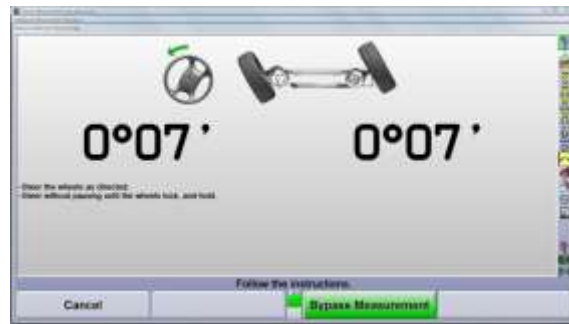 0°07' 0°07'
-Steer the wheels as directed.
-Steer without pausing until the wheels lock, and hold.
Follow the instructions.
Cancel Bypass Measurement